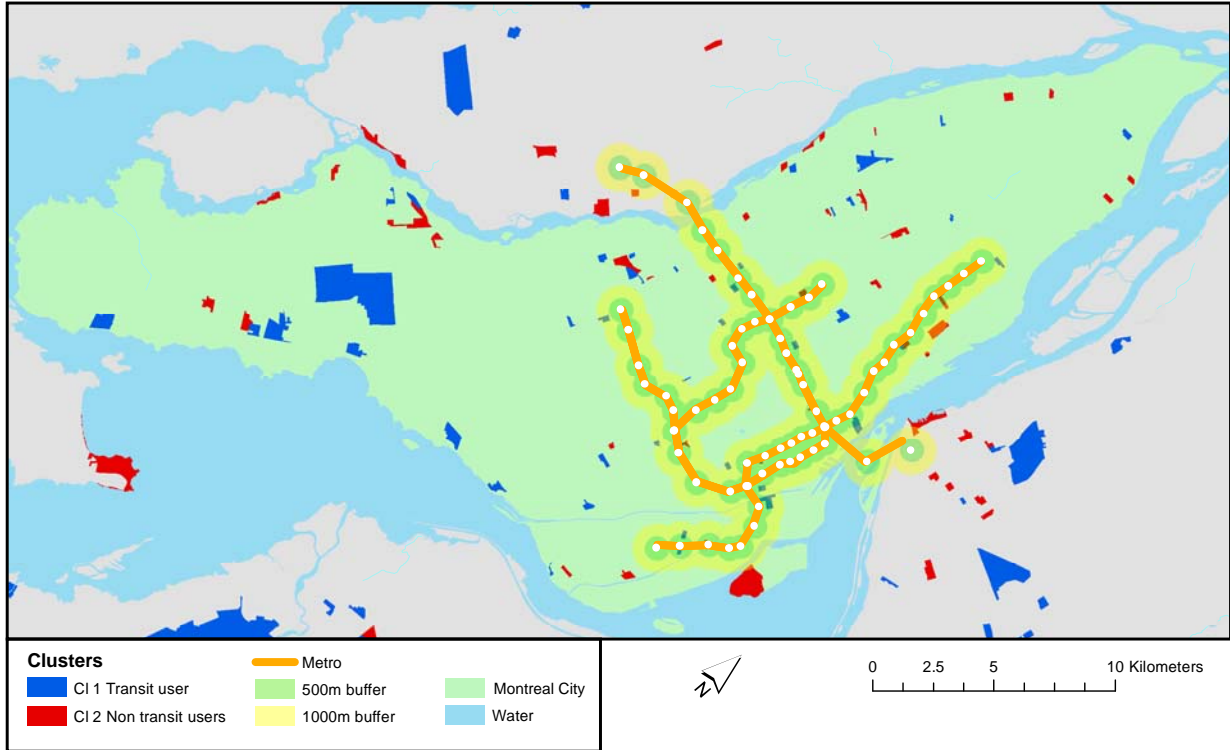 Clusters
Cl 1 Transit user
Cl 2 Non transit users
Metro
500m buffer
1000m buffer
Montreal City
Water
N
0 2.5 5 10 Kilometers